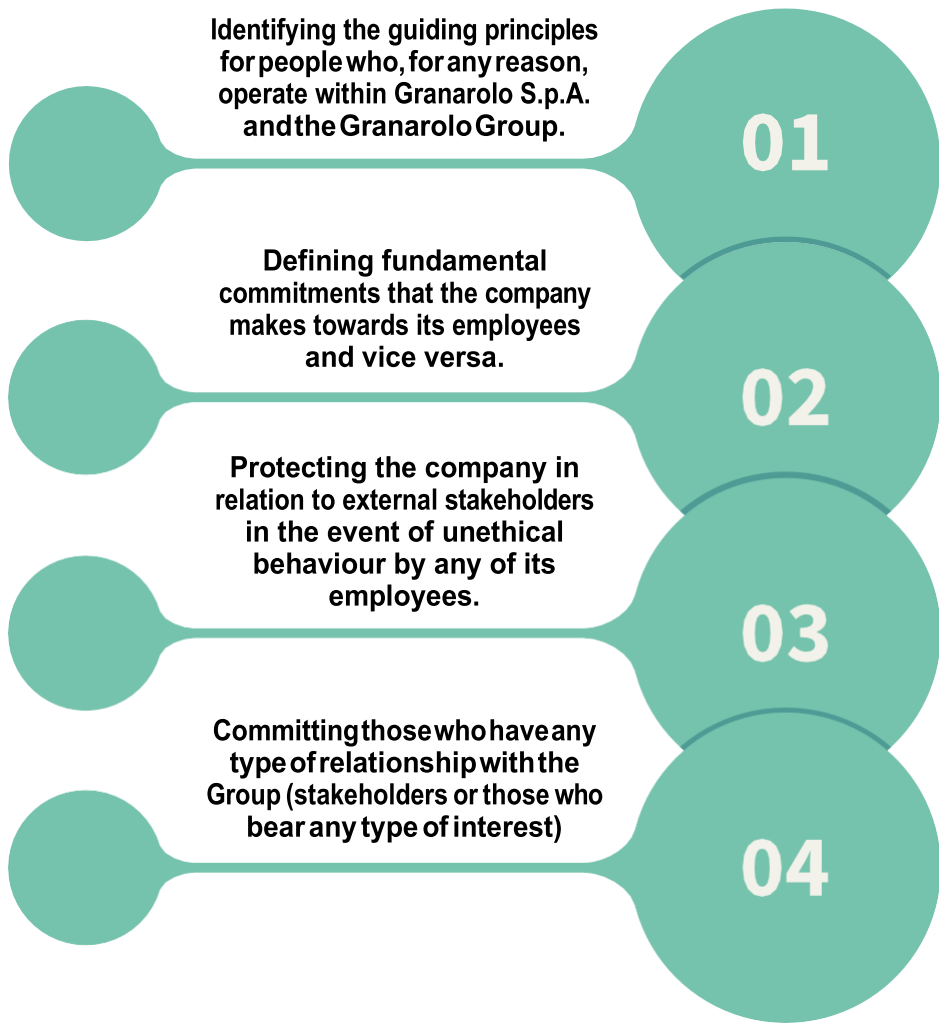 Identifying the guiding principles
for people who, for any reason,
operate within Granarolo S.p.A.
and the Granarolo Group.
01
Defining fundamental
commitments that the company
makes towards its employees
and vice versa.
02
Protecting the company in
relation to external stakeholders
in the event of unethical
behaviour by any of its
employees.
03
Committing those who have any
type of relationship with the
Group (stakeholders or those who
bear any type of interest)
04